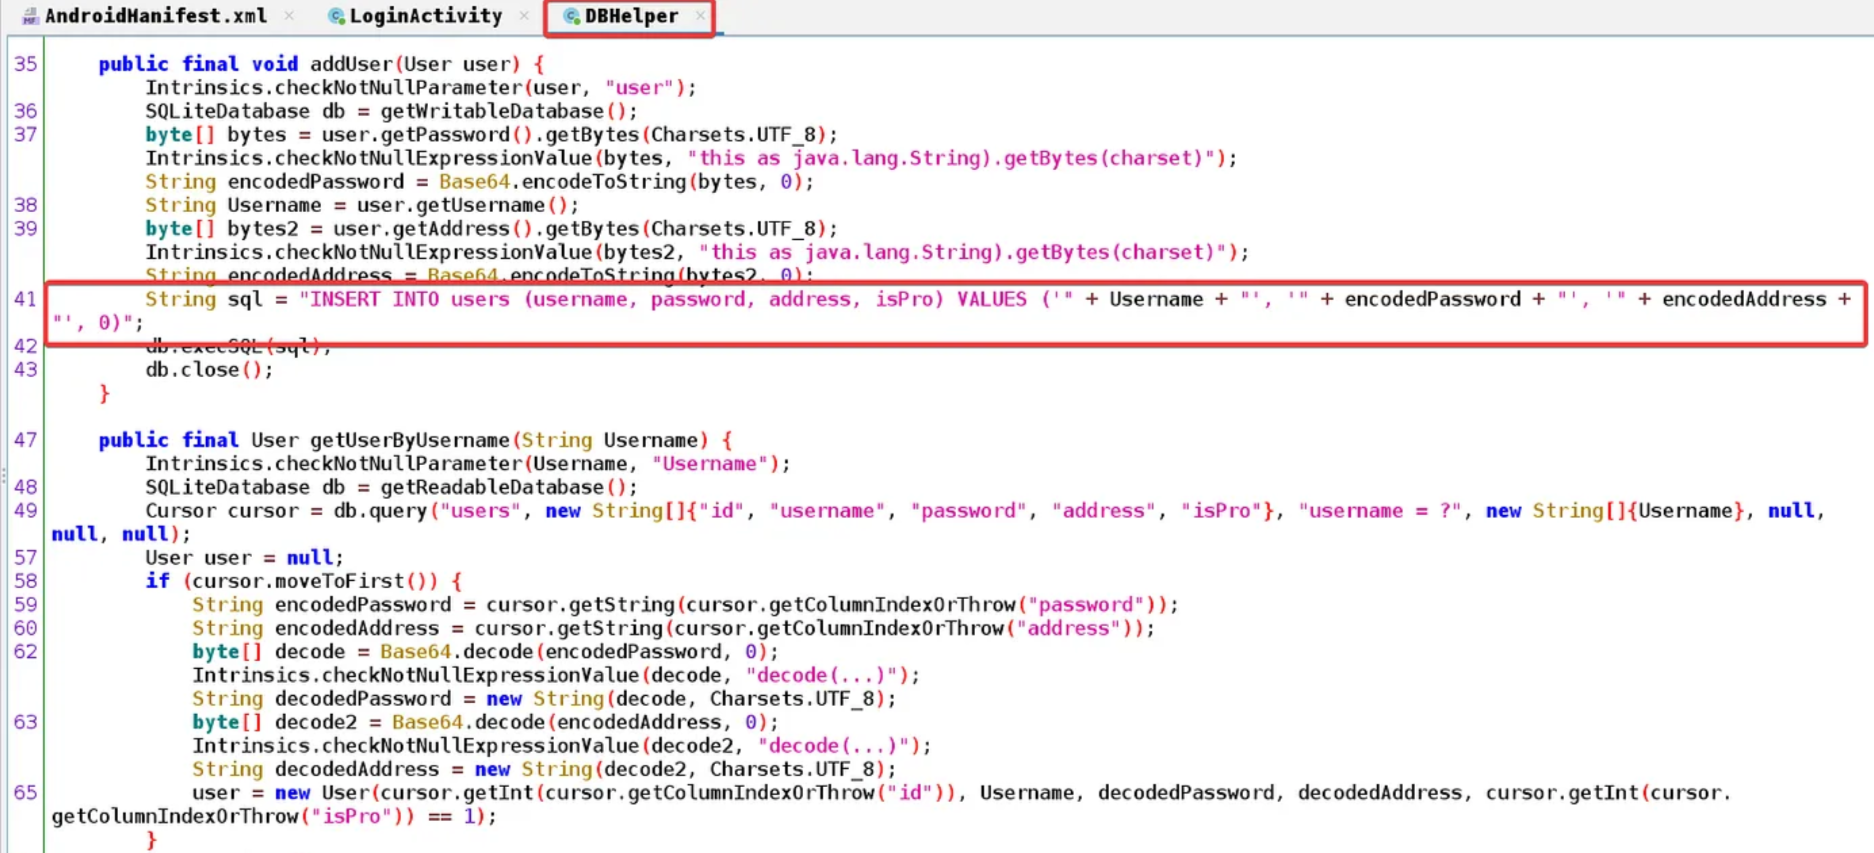 AndroidManifest.xml × LoginActivity × DBHelper ×
35 public final void addUser(User user) {
Intrinsics.checkNotNullParameter(user, "user");
36 SQLiteDatabase db = getWritableDatabase();
37 byte[] bytes = user.getPassword().getBytes(Charsets.UTF_8);
Intrinsics.checkNotNullExpressionValue(bytes, "this as java.lang.String).getBytes(charset)");
String encodedPassword = Base64.encodeToString(bytes, 0);
38 String Username = user.getUsername();
39 byte[] bytes2 = user.getAddress().getBytes(Charsets.UTF_8);
Intrinsics.checkNotNullExpressionValue(bytes2, "this as java.lang.String).getBytes(charset)");
String encodedAddress = Base64.encodeToString(bytes2, 0);
41 String sql = "INSERT INTO users (username, password, address, isPro) VALUES ('" + Username + "', '" + encodedPassword + "', '" + encodedAddress +
"', 0)";
42 db.execSQL(sql);
43 db.close();
}
47 public final User getUserByUsername(String Username) {
Intrinsics.checkNotNullParameter(Username, "Username");
48 SQLiteDatabase db = getReadableDatabase();
49 Cursor cursor = db.query("users", new String[]{"id", "username", "password", "address", "isPro"}, "username = ?", new String[]{Username}, null,
null, null);
57 User user = null;
58 if (cursor.moveToFirst()) {
59 String encodedPassword = cursor.getString(cursor.getColumnIndexOrThrow("password"));
60 String encodedAddress = cursor.getString(cursor.getColumnIndexOrThrow("address"));
62 byte[] decode = Base64.decode(encodedPassword, 0);
Intrinsics.checkNotNullExpressionValue(decode, "decode(...)");
String decodedPassword = new String(decode, Charsets.UTF_8);
63 byte[] decode2 = Base64.decode(encodedAddress, 0);
Intrinsics.checkNotNullExpressionValue(decode2, "decode(...)");
String decodedAddress = new String(decode2, Charsets.UTF_8);
65 user = new User(cursor.getInt(cursor.getColumnIndexOrThrow("id")), Username, decodedPassword, decodedAddress, cursor.getInt(cursor.
getColumnIndexOrThrow("isPro")) == 1);
}